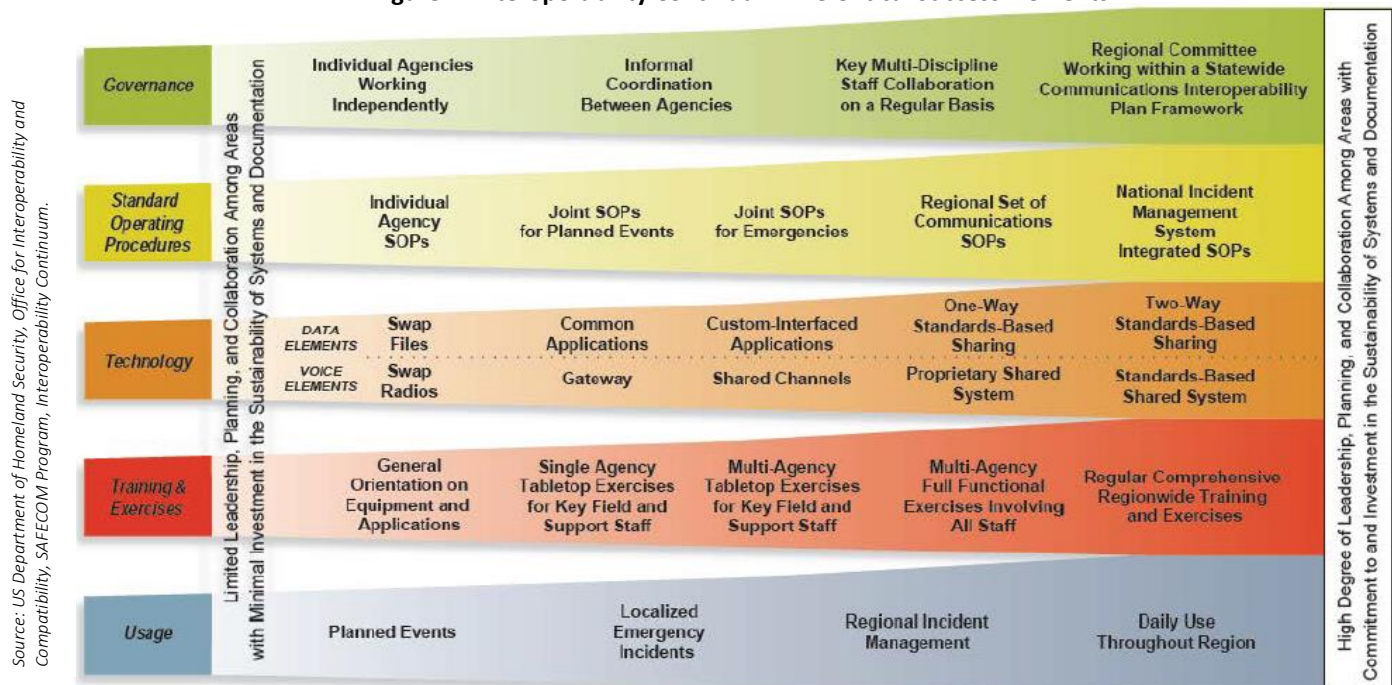 Source: US Department of Homeland Security, Office for Interoperability and
Compatibility, SAFECOM Program, Interoperability Continuum.
Limited Leadership, Planning, and Collaboration Among Areas
with Minimal Investment in the Sustainability of Systems and Documentation
Governance
Individual Agencies
Working
Independently
Informal
Coordination
Between Agencies
Key Multi-Discipline
Staff Collaboration
on a Regular Basis
Regional Committee
Working within a Statewide
Communications Interoperability
Plan Framework
Standard
Operating
Procedures
Individual
Agency
SOPs
Joint SOPs
for Planned Events
Joint SOPs
for Emergencies
Regional Set of
Communications
SOPs
National Incident
Management
System
Integrated SOPs
Technology
DATA
ELEMENTS
Swap
Files
Common
Applications
Custom-Interfaced
Applications
One-Way
Standards-Based
Sharing
Two-Way
Standards-Based
Sharing
VOICE
ELEMENTS
Swap
Radios
Gateway
Shared Channels
Proprietary Shared
System
Standards-Based
Shared System
Training &
Exercises
General
Orientation on
Equipment and
Applications
Single Agency
Tabletop Exercises
for Key Field and
Support Staff
Multi-Agency
Tabletop Exercises
for Key Field and
Support Staff
Multi-Agency
Full Functional
Exercises Involving
All Staff
Regular Comprehensive
Regionwide Training
and Exercises
Usage
Planned Events
Localized
Emergency
Incidents
Regional Incident
Management
Daily Use
Throughout Region
High Degree of Leadership, Planning, and Collaboration Among Areas with
Commitment to and Investment in the Sustainability of Systems and Documentation